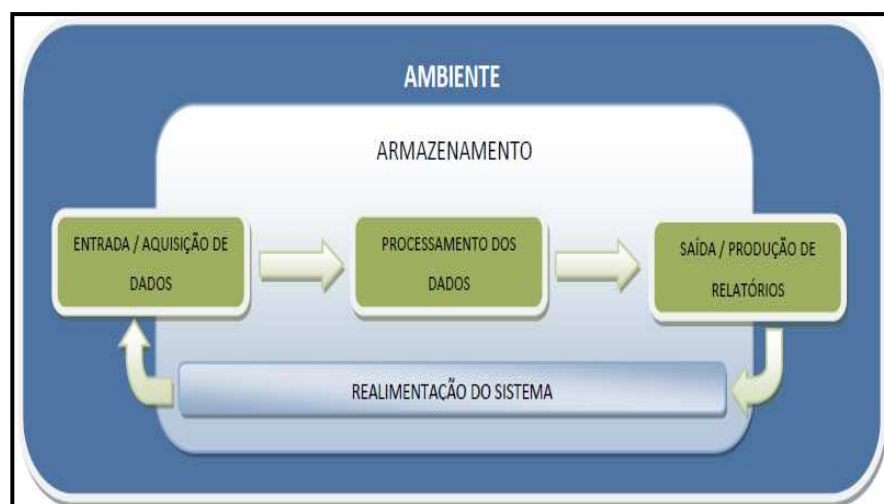 AMBIENTE
ARMAZENAMENTO
ENTRADA / AQUISIÇÃO DE
DADOS
PROCESSAMENTO DOS
DADOS
SAÍDA / PRODUÇÃO DE
RELATÓRIOS
REALIMENTAÇÃO DO SISTEMA